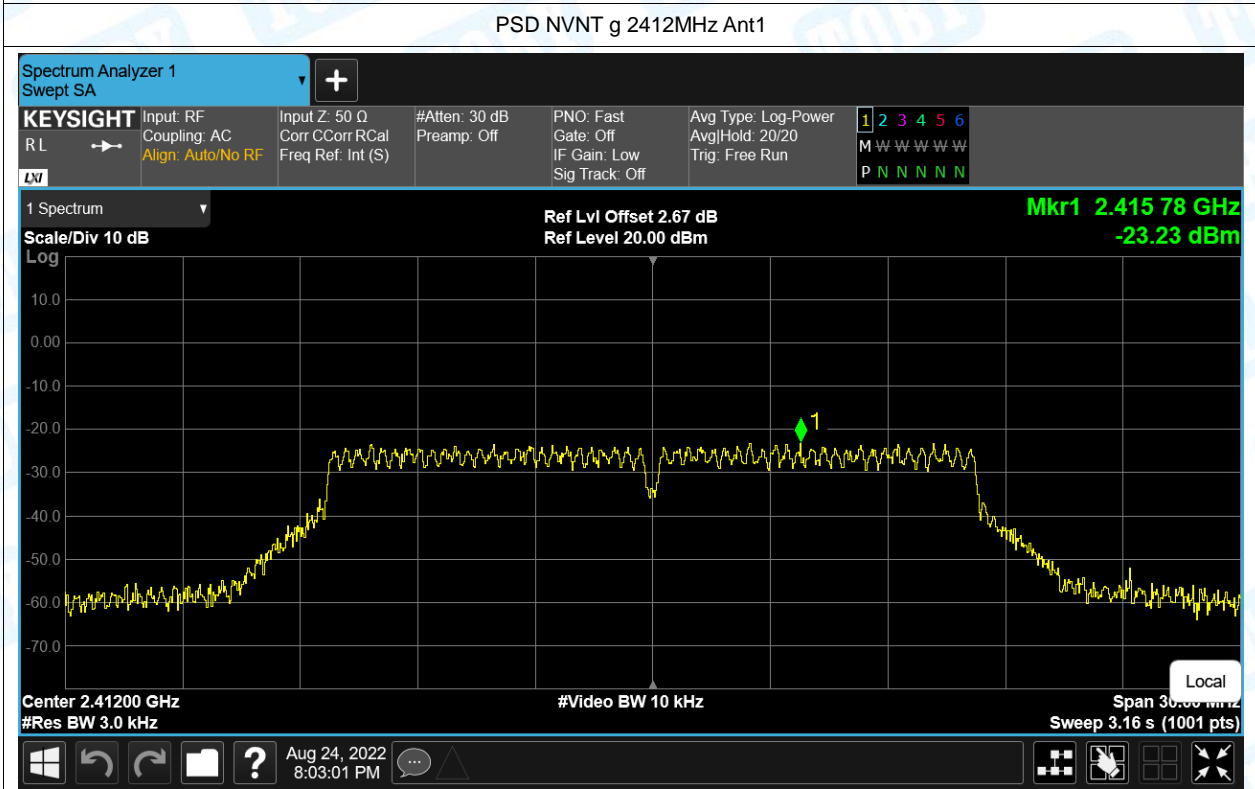 PSD NVNT g 2412MHz Ant1
Spectrum Analyzer 1
Swept SA
KEYSIGHT
R L
LXI
Input: RF
Coupling: AC
Align: Auto/No RF
Input Z: 50 Ω
Corr CCorr RCal
Freq Ref: Int (S)
#Atten: 30 dB
Preamp: Off
PNO: Fast
Gate: Off
IF Gain: Low
Sig Track: Off
Avg Type: Log-Power
Avg|Hold: 20/20
Trig: Free Run
1 2 3 4 5 6
M W W W W W
P N N N N N
1 Spectrum
Scale/Div 10 dB
Ref Lvl Offset 2.67 dB
Ref Level 20.00 dBm
Mkr1 2.415 78 GHz
-23.23 dBm
Log
10.0
0.00
-10.0
-20.0
-30.0
-40.0
-50.0
-60.0
-70.0
1
Center 2.41200 GHz
#Res BW 3.0 kHz
#Video BW 10 kHz
Local
Span 30.00 MHz
Sweep 3.16 s (1001 pts)
?
Aug 24, 2022
8:03:01 PM